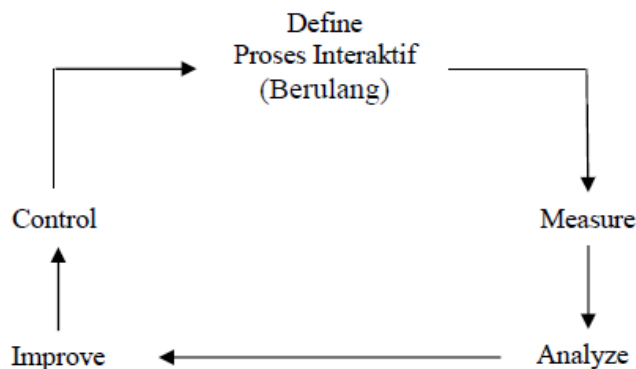 Define
Proses Interaktif
(Berulang)
Control
Measure
Improve
Analyze